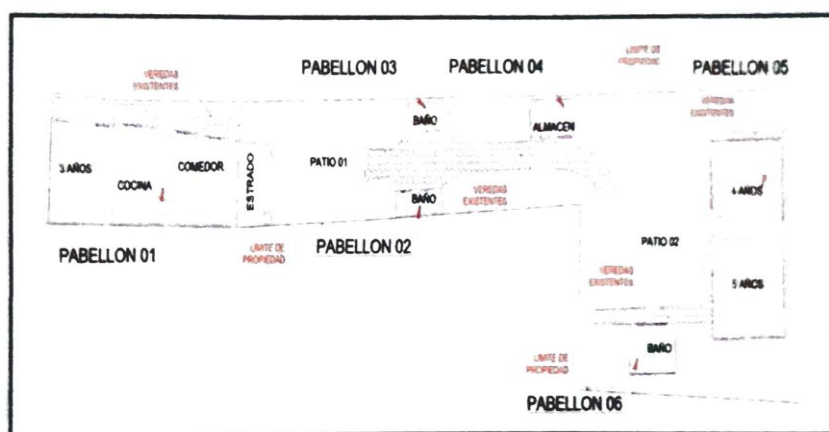 LIMITE DE
PROPIEDAD
PABELLON 03
PABELLON 04
PABELLON 05
VEREDAS
EXISTENTES
VEREDAS
EXISTENTES
BAÑO
ALMACEN
3 AÑOS
COCINA
COMEDOR
ESTRADO
PATIO 01
BAÑO
VEREDAS
EXISTENTES
4 AÑOS
PABELLON 01
LIMITE DE
PROPIEDAD
PABELLON 02
PATIO 02
VEREDAS
EXISTENTES
5 AÑOS
BAÑO
LIMITE DE
PROPIEDAD
PABELLON 06